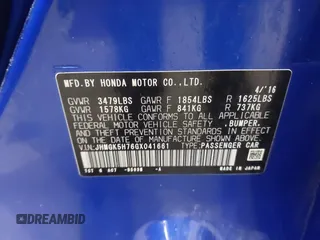 MFD.BY HONDA MOTOR CO.,LTD.
4/'16
GVWR 3479LBS GAWR F 1854LBS R 1625LBS
GVWR 1578KG GAWR F 841KG R 737KG
THIS VEHICLE CONFORMS TO ALL APPLICABLE
FEDERAL MOTOR VEHICLE SAFETY, BUMPER,
AND THEFT PREVENTION STANDARDS IN EFFECT
ON THE DATE OF MANUFACTURE SHOWN ABOVE.
V.I.N:JHMGK5H76GX041661 TYPE:PASSENGER CAR
MADE IN JAPAN
DREAMBID